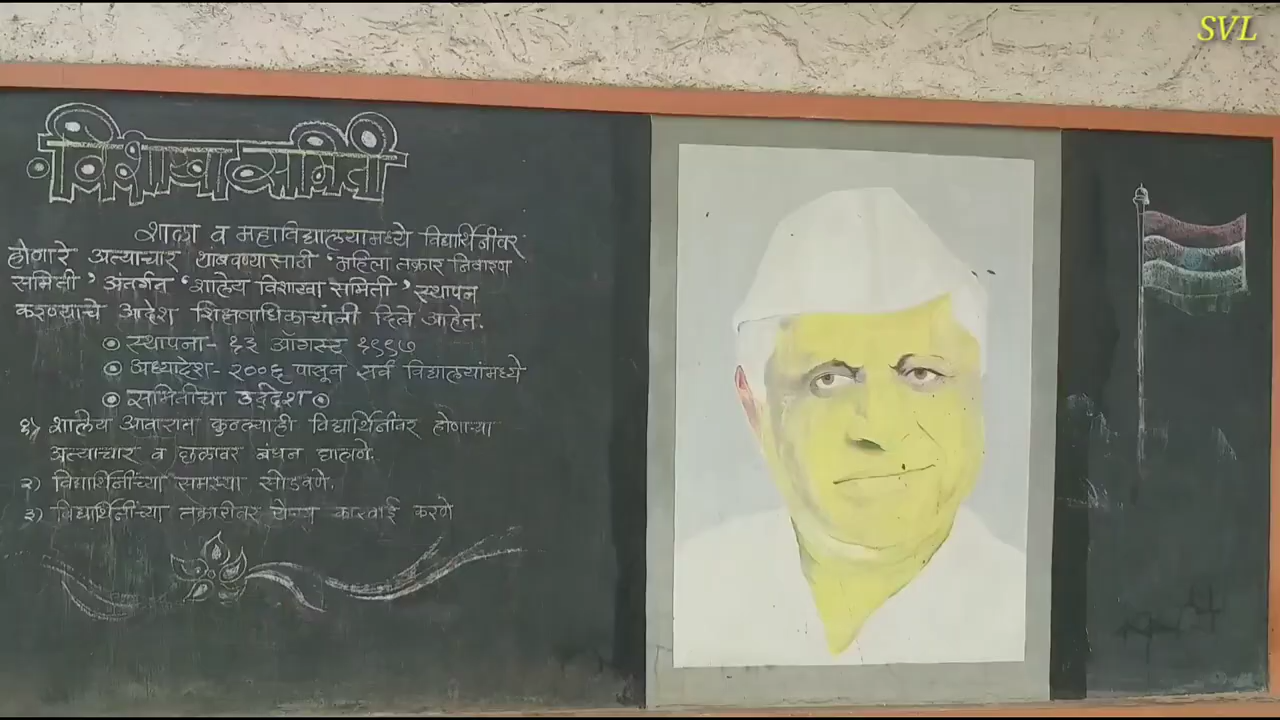 SVL
विशाखा समिती
शाळा व महाविद्यालयामध्ये विद्यार्थिनींवर
होणारे अत्याचार थांबवण्यासाठी 'महिला तक्रार निवारण
समिती' अंतर्गत 'शालेय विशाखा समिती' स्थापन
करण्याचे आदेश शिक्षणाधिकाऱ्यांनी दिले आहेत.
स्थापना- १३ ऑगस्ट १९९७
अध्यादेश- २००६ पासून सर्व विद्यालयांमध्ये
समितीचा उद्देश
१) शालेय आवारात कुठल्याही विद्यार्थिनींवर होणाऱ्या
अत्याचार व छळावर बंधन घालणे.
२) विद्यार्थिनींच्या समस्या सोडवणे.
३) विद्यार्थिनींच्या तक्रारींवर योग्य कारवाई करणे